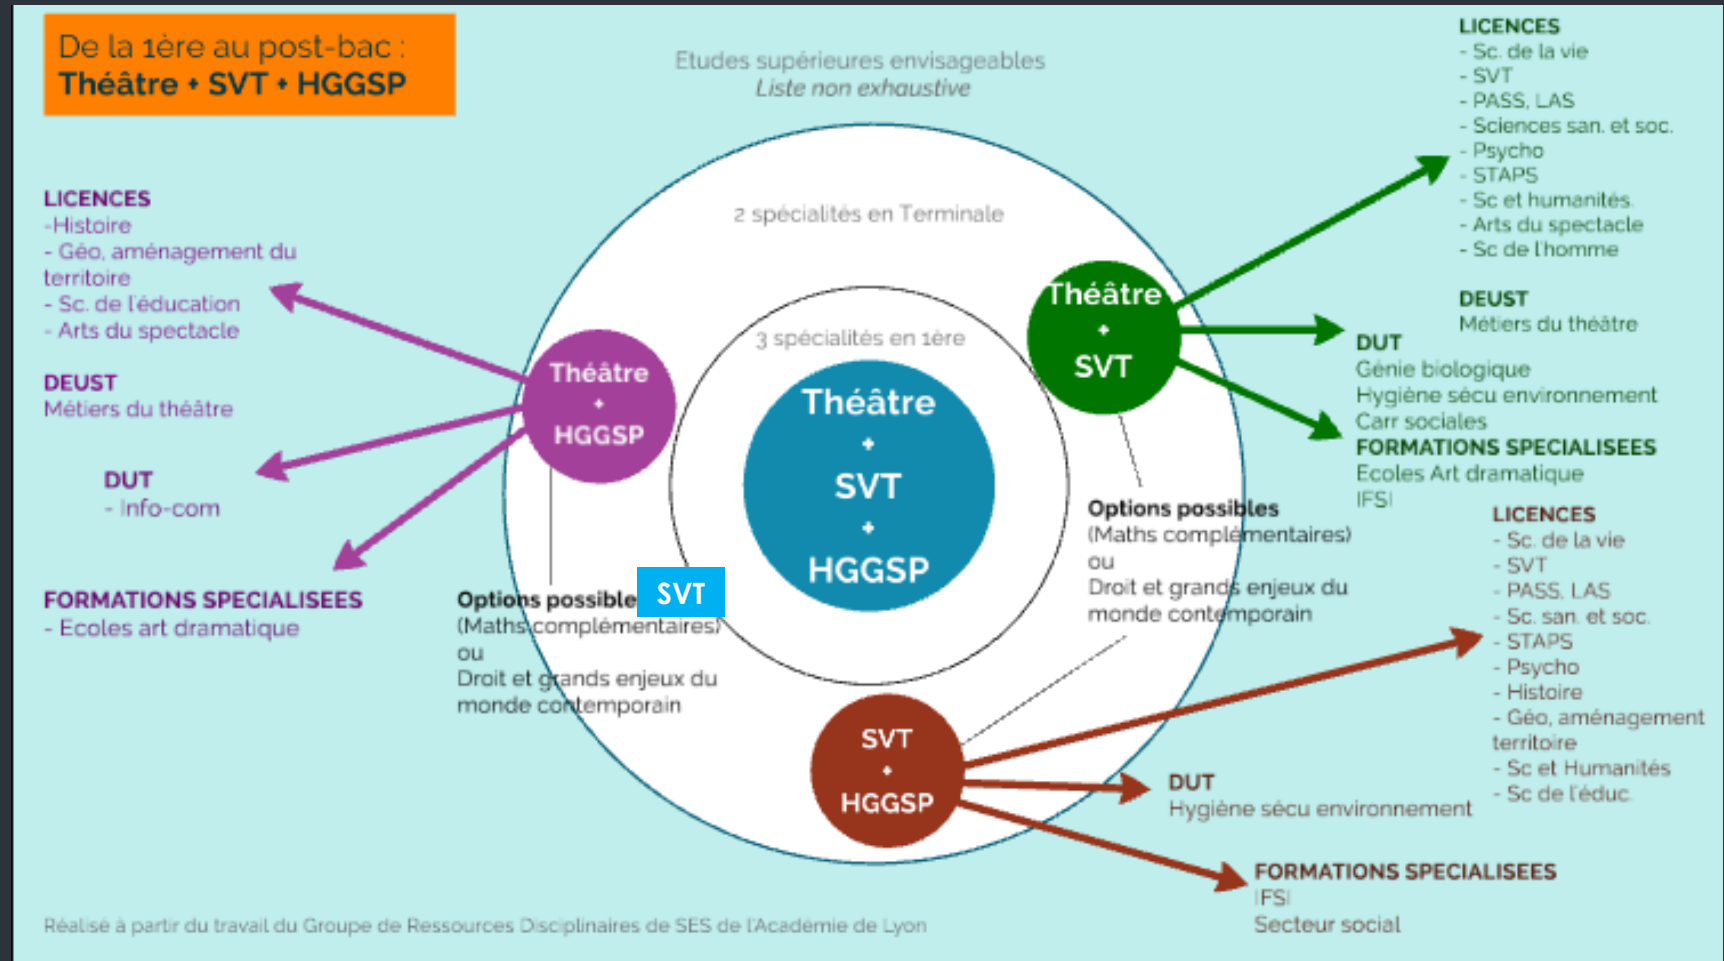 De la 1ère au post-bac :
Théâtre + SVT + HGGSP
Etudes supérieures envisageables
Liste non exhaustive
2 spécialités en Terminale
3 spécialités en 1ère
Théâtre
+
SVT
+
HGGSP
LICENCES
-Histoire
- Géo, aménagement du
territoire
- Sc. de l'éducation
- Arts du spectacle
DEUST
Métiers du théâtre
DUT
- Info-com
FORMATIONS SPECIALISEES
- Ecoles art dramatique
Théâtre
+
HGGSP
Options possible
SVT
(Maths complémentaires)
ou
Droit et grands enjeux du
monde contemporain
Théâtre
+
SVT
LICENCES
- Sc. de la vie
- SVT
- PASS, LAS
- Sciences san. et soc.
- Psycho
- STAPS
- Sc et humanités.
- Arts du spectacle
- Sc de l'homme
DEUST
Métiers du théâtre
DUT
Génie biologique
Hygiène sécu environnement
Carr sociales
FORMATIONS SPECIALISEES
Ecoles Art dramatique
IFSI
Options possibles
(Maths complémentaires)
ou
Droit et grands enjeux du
monde contemporain
SVT
+
HGGSP
LICENCES
- Sc. de la vie
- SVT
- PASS, LAS
- Sc. san. et soc.
- STAPS
- Psycho
- Histoire
- Géo, aménagement
territoire
- Sc et Humanités
- Sc de l'éduc.
DUT
Hygiène sécu environnement
FORMATIONS SPECIALISEES
IFSI
Secteur social
Réalisé à partir du travail du Groupe de Ressources Disciplinaires de SES de l'Académie de Lyon